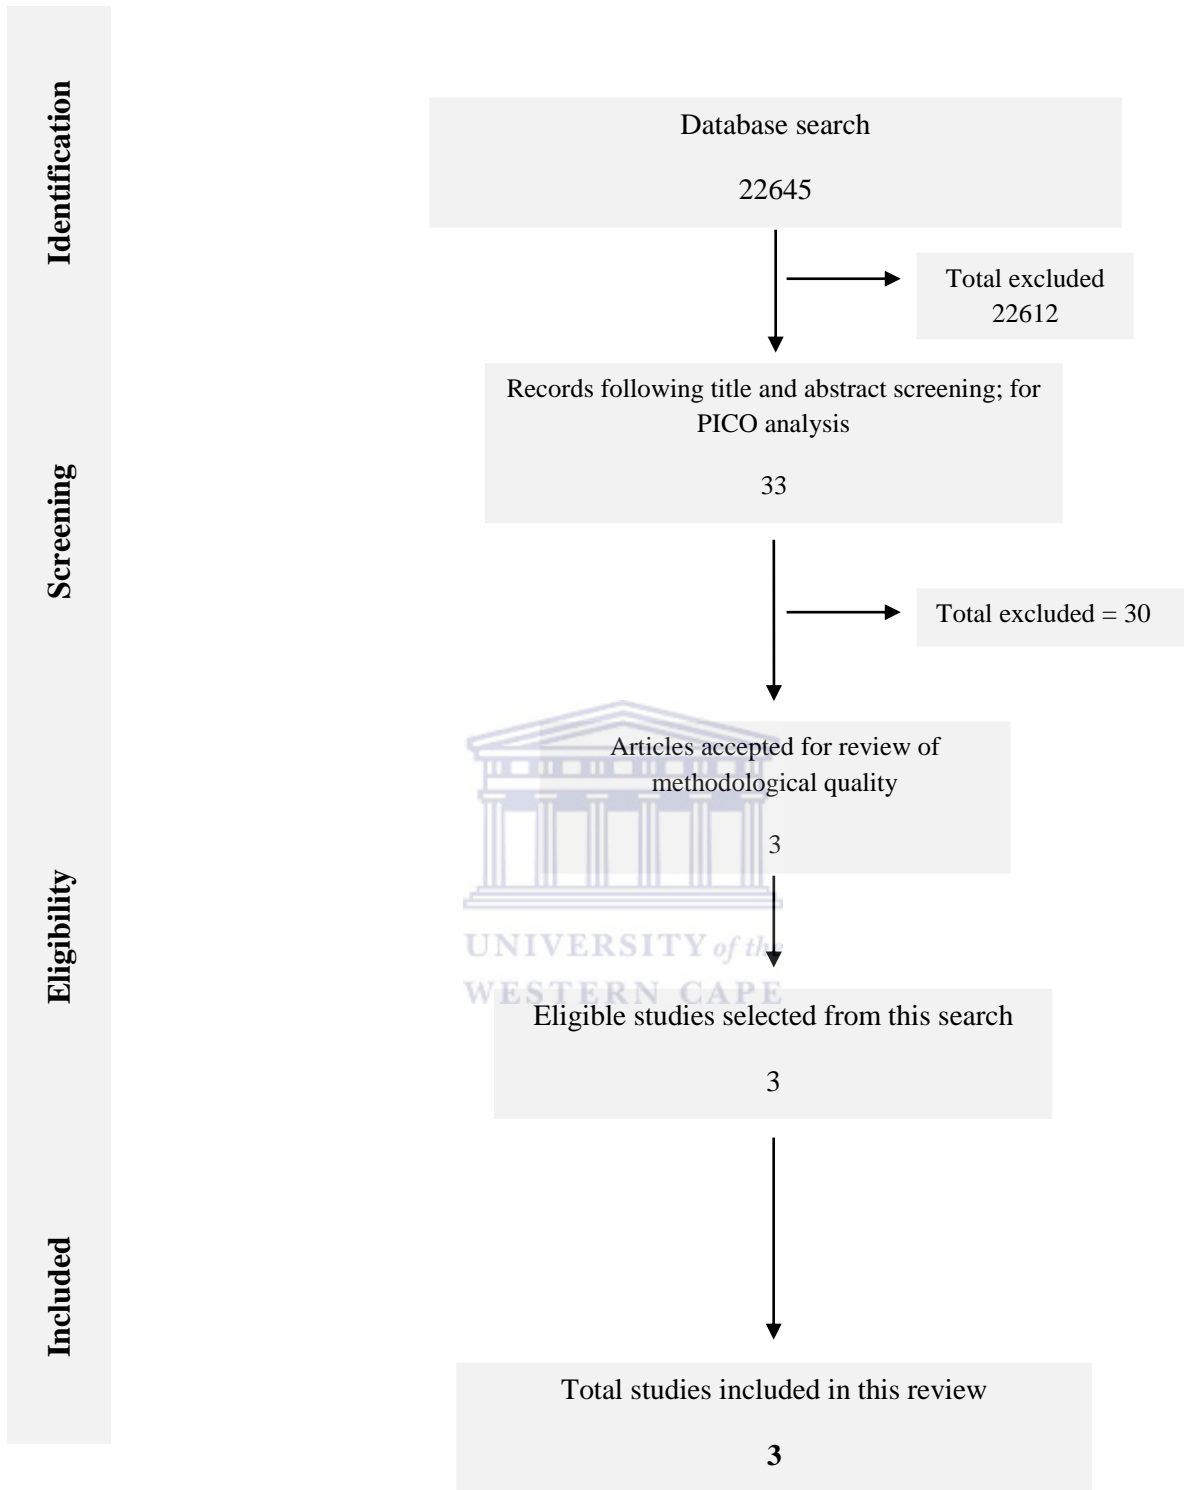 Identification
Database search
22645
Total excluded
22612
Screening
Records following title and abstract screening; for
PICO analysis
33
Total excluded = 30
Eligibility
Articles accepted for review of
methodological quality
3
UNIVERSITY of the
WESTERN CAPE
Eligible studies selected from this search
3
Included
Total studies included in this review
3